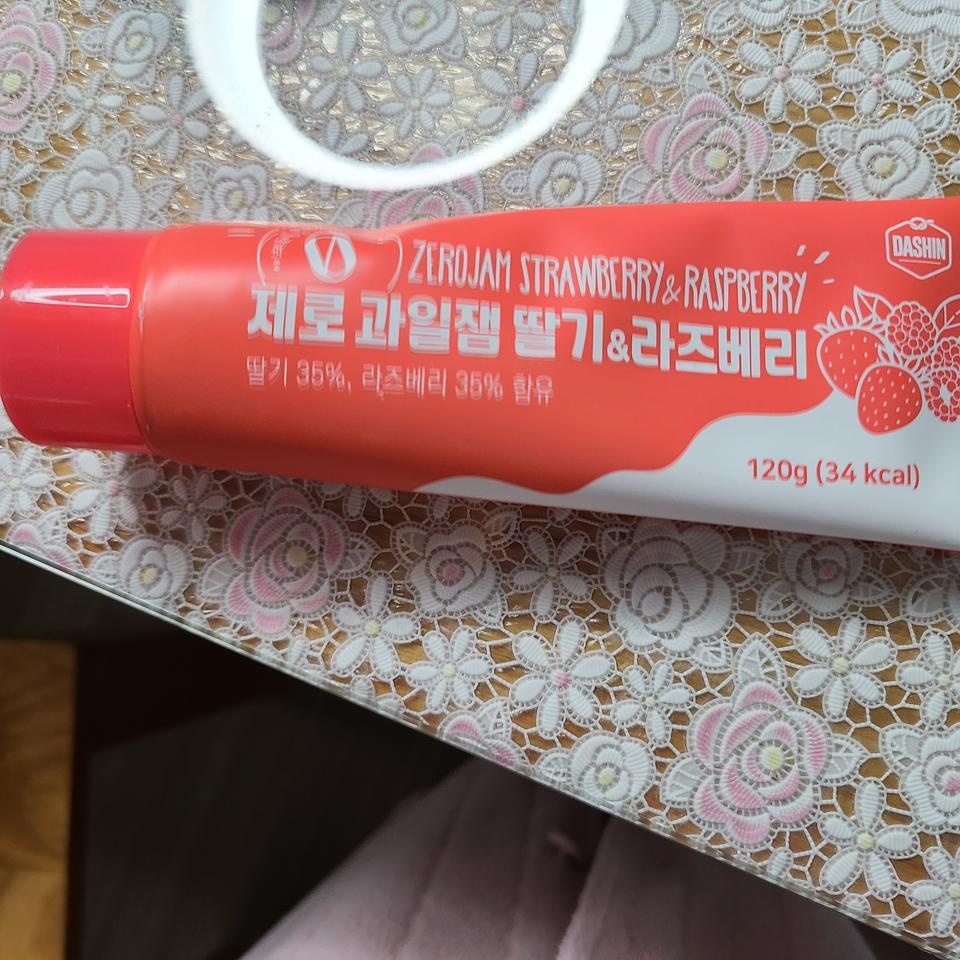 ZEROJAM STRAWBERRY & RASPBERRY
제로 과일잼 딸기&라즈베리
딸기 35%, 라즈베리 35% 함유
120g (34 kcal)
DASHIN